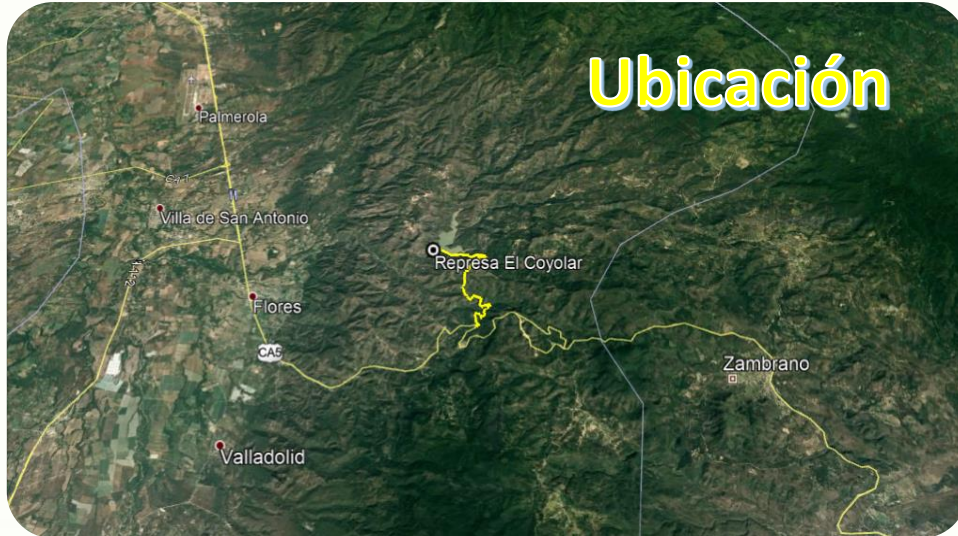 Ubicación
Palmerola
Villa de San Antonio
Represa El Coyolar
Flores
CA5
Zambrano
Valladolid